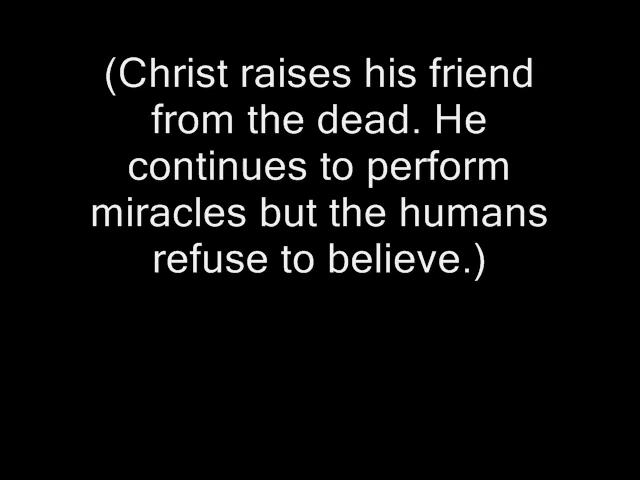 (Christ raises his friend
from the dead. He
continues to perform
miracles but the humans
refuse to believe.)